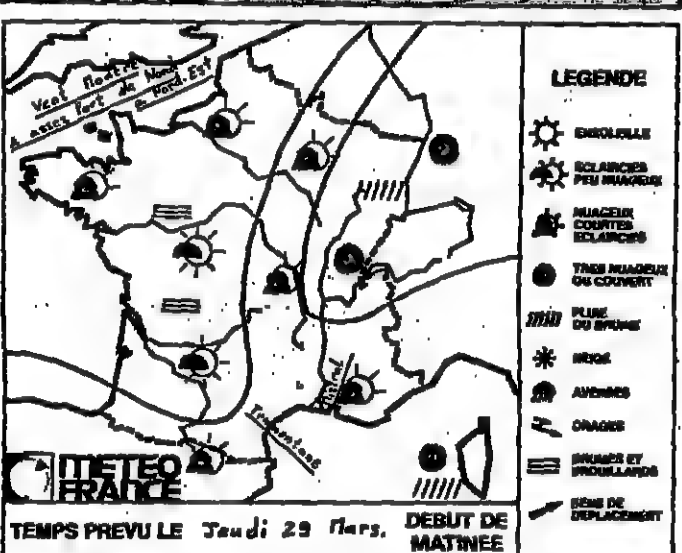 Vent Modéré de Nord
à assez fort de Nord.Est
Mistral
Tramontane
METEO
FRANCE
TEMPS PREVU LE Jeudi 29 Mars.
DEBUT DE
MATINEE
LEGENDE
ENSOLEILLE
ECLAIRCIES
PEU NUAGEUX
NUAGEUX
COURTES
ECLAIRCIES
TRES NUAGEUX
OU COUVERT
PLUIE
OU BRUINE
NEIGE
AVERSES
ORAGES
BRUMES ET
BROUILLARDS
SENS DE
DEPLACEMENT